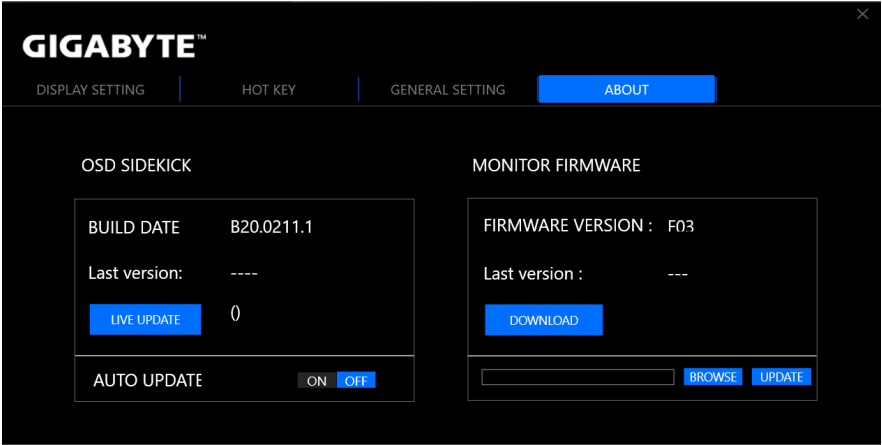 GIGABYTE™
DISPLAY SETTING HOT KEY GENERAL SETTING ABOUT
OSD SIDEKICK
BUILD DATE B20.0211.1
Last version: ----
LIVE UPDATE ()
AUTO UPDATE ON OFF
MONITOR FIRMWARE
FIRMWARE VERSION : F03
Last version : ---
DOWNLOAD
BROWSE UPDATE